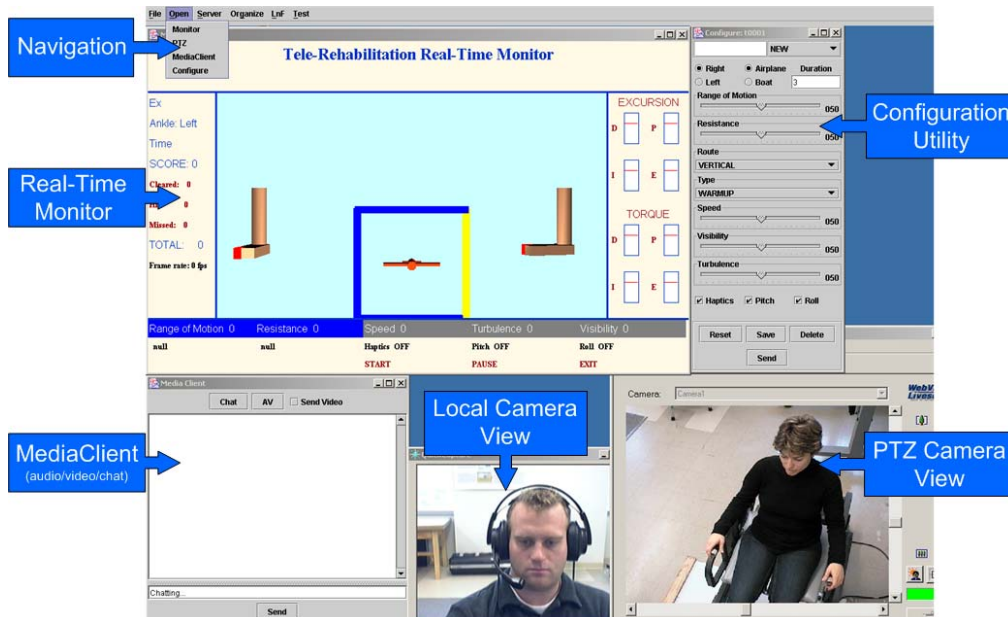 File Open Server Organize LnF Test
Monitor
PTZ
MediaClient
Configure
Navigation
Tele-Rehabilitation Real-Time Monitor
Ex
Ankle: Left
Time
SCORE: 0
Cleared: 0
0
Missed: 0
TOTAL: 0
Frame rate: 0 fps
Real-Time
Monitor
EXCURSION
D P
I E
TORQUE
D P
I E
Range of Motion 0 Resistance 0 Speed 0 Turbulence 0 Visibility 0
null null Haptics OFF Pitch OFF Roll OFF
START PAUSE EXIT
Configure: t0001
NEW
Right Airplane Duration
Left Boat 3
Range of Motion
050
Resistance
050
Route
VERTICAL
Type
WARMUP
Speed
050
Visibility
050
Turbulence
050
Haptics Pitch Roll
Reset Save Delete
Send
Configuration
Utility
Media Client
Chat AV Send Video
MediaClient
(audio/video/chat)
Chatting...
Send
Local Camera
View
Camera: Camera1
PTZ Camera
View